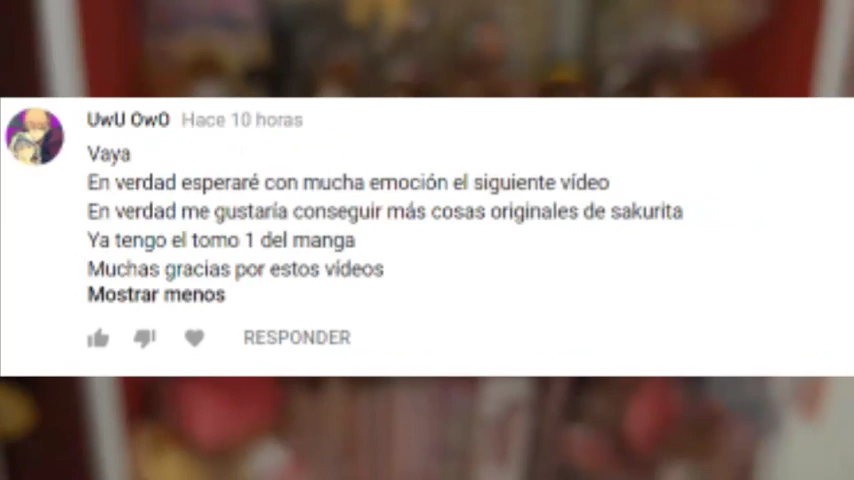 UwU OwO Hace 10 horas
Vaya
En verdad esperaré con mucha emoción el siguiente vídeo
En verdad me gustaría conseguir más cosas originales de sakurita
Ya tengo el tomo 1 del manga
Muchas gracias por estos vídeos
Mostrar menos
RESPONDER